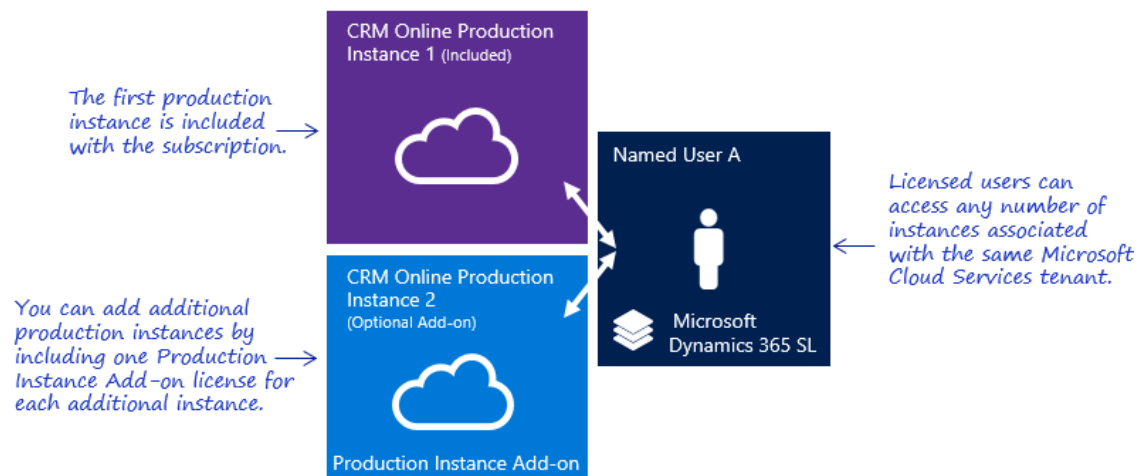 CRM Online Production
Instance 1 (Included)
The first production
instance is included
with the subscription.
Named User A
Microsoft
Dynamics 365 SL
Licensed users can
access any number of
instances associated
with the same Microsoft
Cloud Services tenant.
CRM Online Production
Instance 2
(Optional Add-on)
You can add additional
production instances by
including one Production
Instance Add-on license for
each additional instance.
Production Instance Add-on